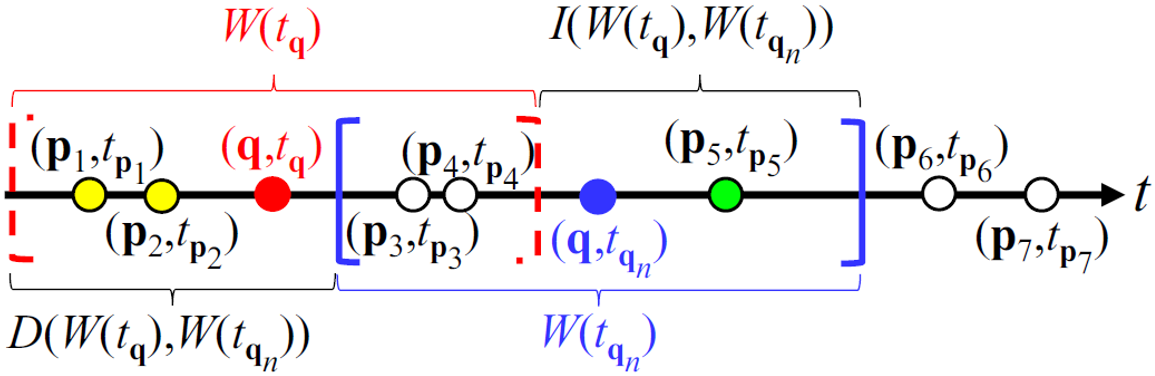 W(t_q) I(W(t_q),W(t_{q_n}))
(p_1,t_{p_1}) (q,t_q) (p_4,t_{p_4}) (p_5,t_{p_5}) (p_6,t_{p_6})
t
(p_2,t_{p_2}) (p_3,t_{p_3}) (q,t_{q_n}) (p_7,t_{p_7})
D(W(t_q),W(t_{q_n})) W(t_{q_n})